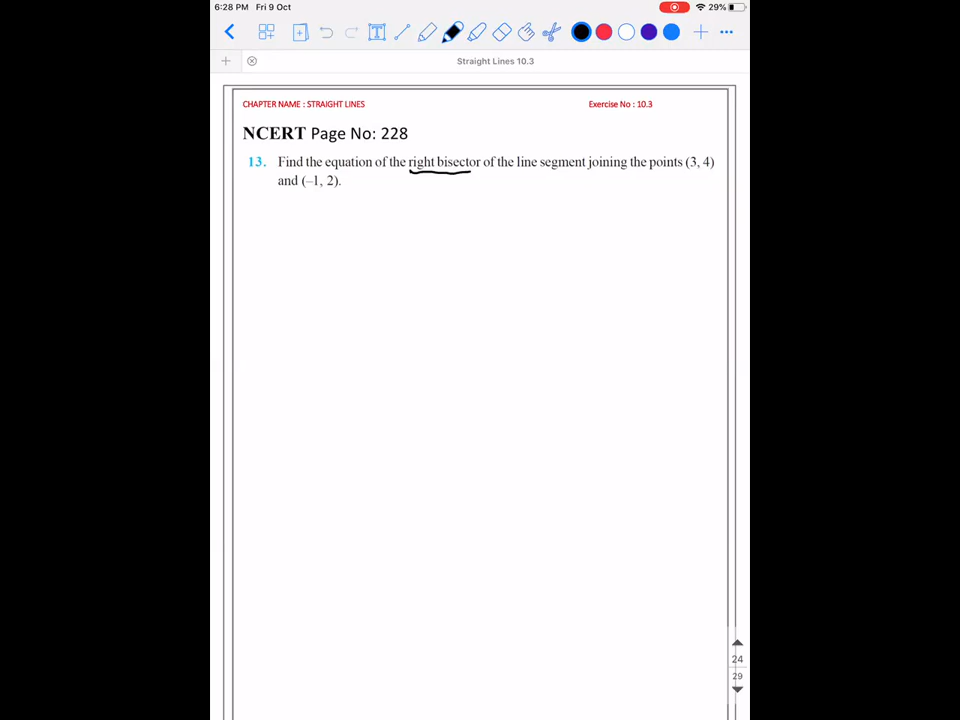 6:28 PM Fri 9 Oct 29%
Straight Lines 10.3
CHAPTER NAME : STRAIGHT LINES Exercise No : 10.3
NCERT Page No: 228
13. Find the equation of the right bisector of the line segment joining the points (3, 4)
and (–1, 2).
24
29